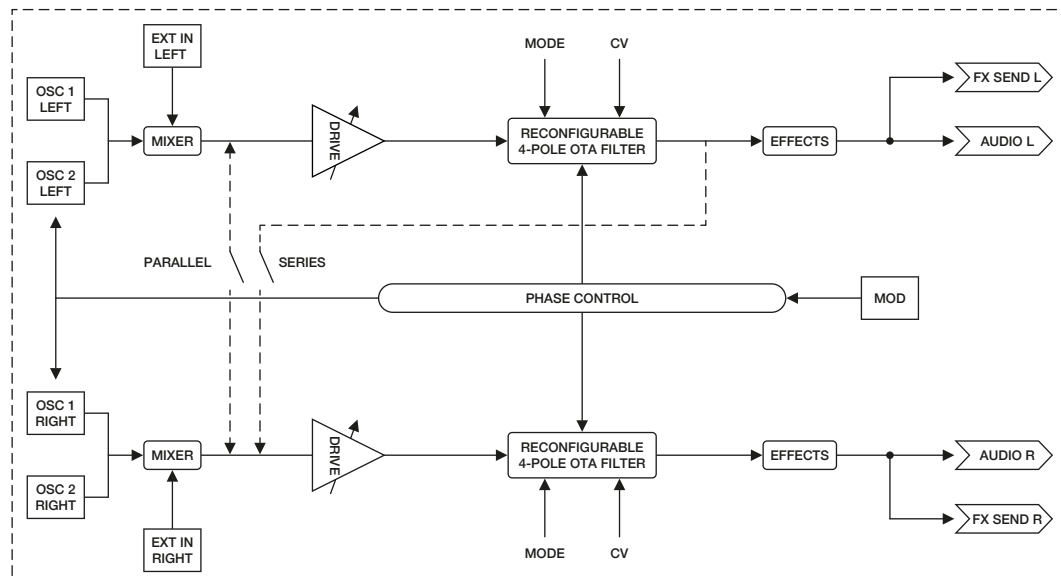 EXT IN
LEFT
MODE
CV
OSC 1
LEFT
FX SEND L
MIXER
DRIVE
RECONFIGURABLE
4-POLE OTA FILTER
EFFECTS
AUDIO L
OSC 2
LEFT
PARALLEL
SERIES
PHASE CONTROL
MOD
OSC 1
RIGHT
MIXER
DRIVE
RECONFIGURABLE
4-POLE OTA FILTER
EFFECTS
AUDIO R
OSC 2
RIGHT
FX SEND R
EXT IN
RIGHT
MODE
CV